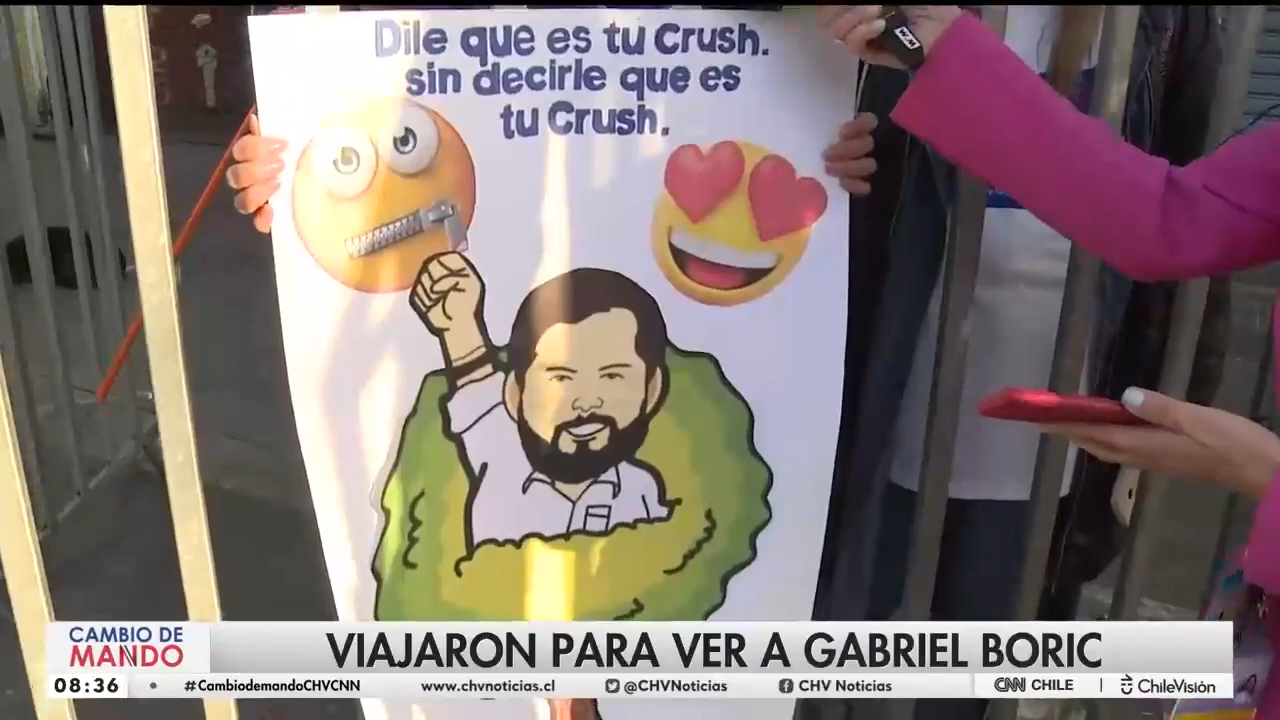 Dile que es tu Crush.
sin decirle que es
tu Crush.
CAMBIO DE
MANDO
VIAJARON PARA VER A GABRIEL BORIC
08:36 • #CambiodemandoCHVCNN www.chvnoticias.cl @CHVNoticias CHV Noticias CNN CHILE | ChileVisión